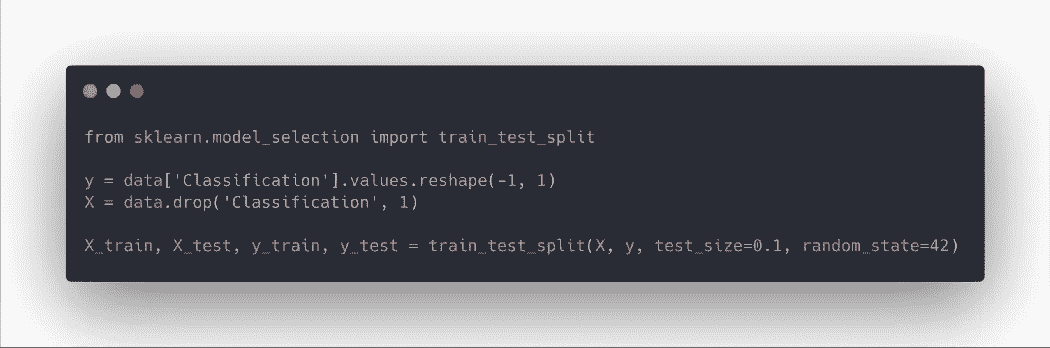 from sklearn.model_selection import train_test_split
y = data['Classification'].values.reshape(-1, 1)
X = data.drop('Classification', 1)
X_train, X_test, y_train, y_test = train_test_split(X, y, test_size=0.1, random_state=42)